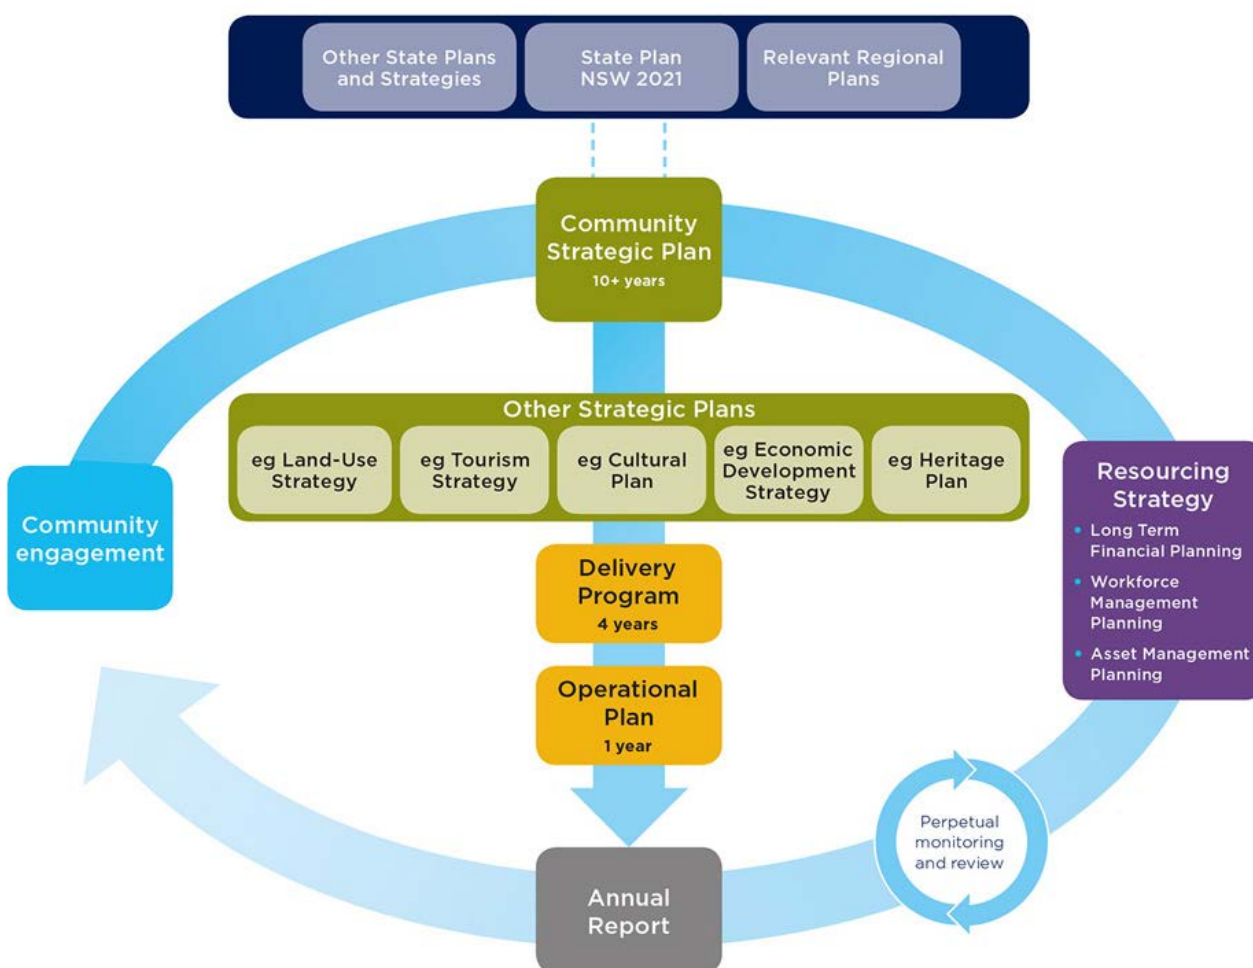 Other State Plans
and Strategies
State Plan
NSW 2021
Relevant Regional
Plans
Community
Strategic Plan
10+ years
Other Strategic Plans
eg Land-Use
Strategy
eg Tourism
Strategy
eg Cultural
Plan
eg Economic
Development
Strategy
eg Heritage
Plan
Community
engagement
Resourcing
Strategy
• Long Term
Financial Planning
• Workforce
Management
Planning
• Asset Management
Planning
Delivery
Program
4 years
Operational
Plan
1 year
Perpetual
monitoring
and review
Annual
Report